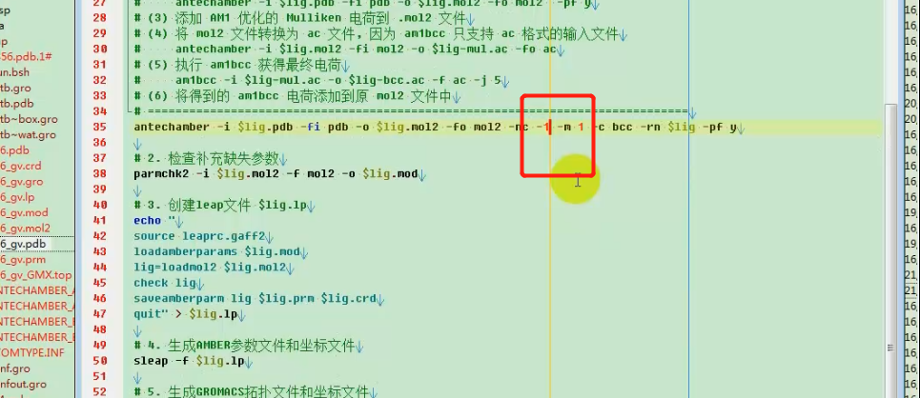 27 # antechamber -i $lig.pdb -fi pdb -o $lig.mol2 -fo mol2 -pf y
28 # (3) 添加 AM1 优化的 Mulliken 电荷到 .mol2 文件
29 # (4) 将 mol2 文件转换为 ac 文件，因为 am1bcc 只支持 ac 格式的输入文件
30 # antechamber -i $lig.mol2 -fi mol2 -o $lig-mul.ac -fo ac
31 # (5) 执行 am1bcc 获得最终电荷
32 # am1bcc -i $lig-mul.ac -o $lig-bcc.ac -f ac -j 5
33 # (6) 将得到的 am1bcc 电荷添加到原 mol2 文件中
34
35 antechamber -i $lig.pdb -fi pdb -o $lig.mol2 -fo mol2 -nc -1 -m 1 -c bcc -rn $lig -pf y
36
37 # 2. 检查补充缺失参数
38 parmchk2 -i $lig.mol2 -f mol2 -o $lig.mod
39
40 # 3. 创建leap文件 $lig.lp
41 echo "
42 source leaprc.gaff2
43 loadamberparams $lig.mod
44 lig=loadmol2 $lig.mol2
45 check lig
46 saveamberparm lig $lig.prm $lig.crd
47 quit" > $lig.lp
48
49 # 4. 生成AMBER参数文件和坐标文件
50 sleap -f $lig.lp
51
52 # 5. 生成GROMACS拓扑文件和坐标文件
sp
56.pdb.1#
un.bsh
tb.gro
tb.pdb
tb~box.gro
tb~wat.gro
6.pdb
6_gv.crd
6_gv.gro
6_gv.lp
6_gv.mod
6_gv.mol2
6_gv.pdb
6_gv.prm
6_gv_GMX.top
NTECHAMBER_A
NTECHAMBER_
NTECHAMBER_
NTECHAMBER_
TOMTYPE.INF
nf.gro
nfout.gro